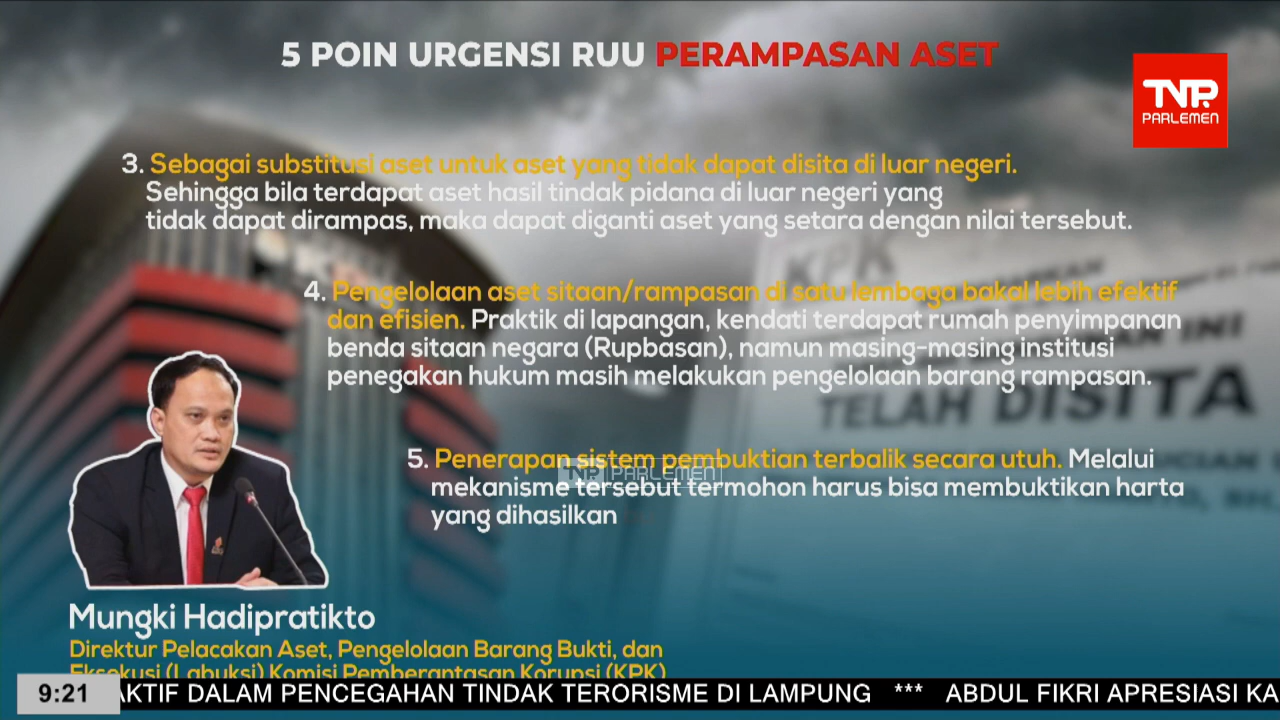 5 POIN URGENSI RUU PERAMPASAN ASET
TVR
PARLEMEN
3. Sebagai substitusi aset untuk aset yang tidak dapat disita di luar negeri.
Sehingga bila terdapat aset hasil tindak pidana di luar negeri yang
tidak dapat dirampas, maka dapat diganti aset yang setara dengan nilai tersebut.
KPK
4. Pengelolaan aset sitaan/rampasan di satu lembaga bakal lebih efektif
dan efisien. Praktik di lapangan, kendati terdapat rumah penyimpanan
benda sitaan negara (Rupbasan), namun masing-masing institusi
penegakan hukum masih melakukan pengelolaan barang rampasan.
INI
TELAH DISITA
5. Penerapan sistem pembuktian terbalik secara utuh. Melalui
mekanisme tersebut termohon harus bisa membuktikan harta
yang dihasilkan
TVR PARLEMEN
Mungki Hadipratikto
Direktur Pelacakan Aset, Pengelolaan Barang Bukti, dan
Eksekusi (Labuksi) Komisi Pemberantasan Korupsi (KPK)
9:21 AKTIF DALAM PENCEGAHAN TINDAK TERORISME DI LAMPUNG *** ABDUL FIKRI APRESIASI KA